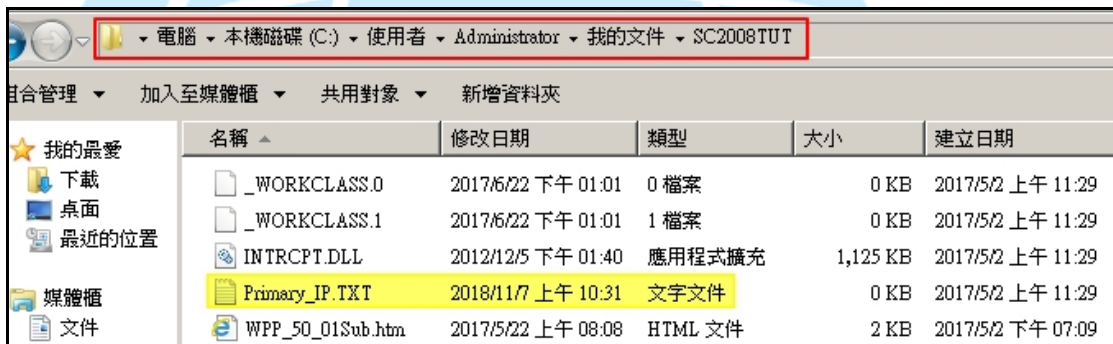 電腦 本機磁碟 (C:) 使用者 Administrator 我的文件 SC2008TUT
組合管理 加入至媒體櫃 共用對象 新增資料夾
我的最愛
下載
桌面
最近的位置
媒體櫃
文件
名稱 修改日期 類型 大小 建立日期
_WORKCLASS.0 2017/6/22 下午 01:01 0 檔案 0 KB 2017/5/2 上午 11:29
_WORKCLASS.1 2017/6/22 下午 01:01 1 檔案 0 KB 2017/5/2 上午 11:29
INTRCPT.DLL 2012/12/5 下午 01:40 應用程式擴充 1,125 KB 2017/5/2 上午 11:29
Primary_IP.TXT 2018/11/7 上午 10:31 文字文件 0 KB 2017/5/2 上午 11:29
WPP_50_01Sub.htm 2017/5/22 上午 08:08 HTML 文件 2 KB 2017/5/2 下午 07:09